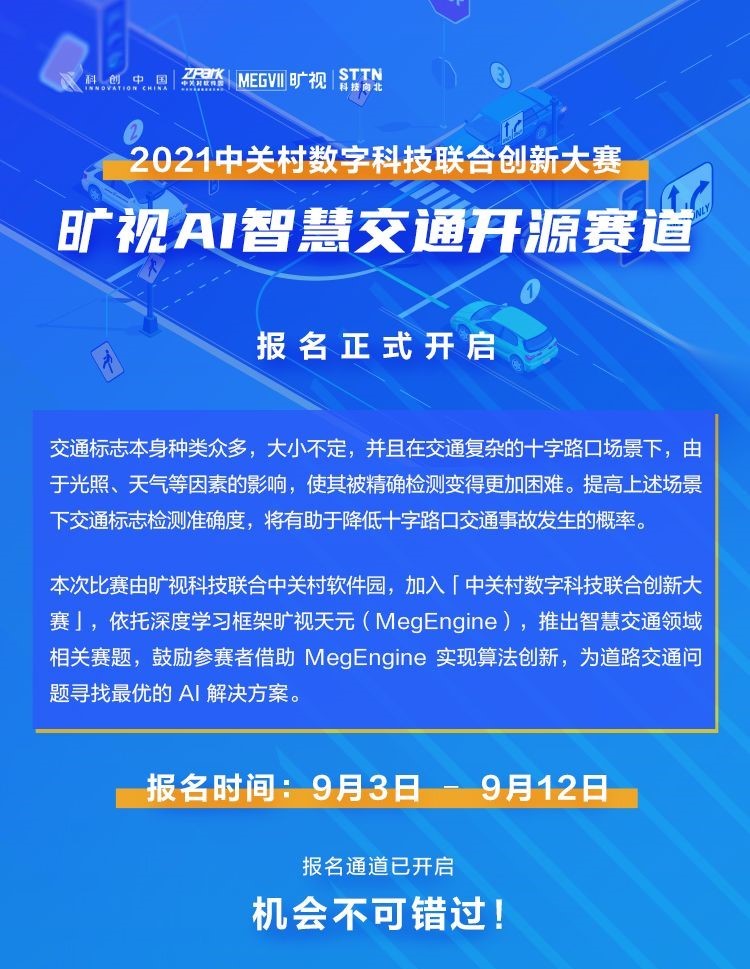 科创中国 ZPARK MEGVII旷视 STTN
INNOVATION CHINA 中关村软件园 科技向北
2021中关村数字科技联合创新大赛
旷视AI智慧交通开源赛道
报名正式开启
2
3
1
ONLY
交通标志本身种类众多，大小不定，并且在交通复杂的十字路口场景下，由
于光照、天气等因素的影响，使其被精确检测变得更加困难。提高上述场景
下交通标志检测准确度，将有助于降低十字路口交通事故发生的概率。
本次比赛由旷视科技联合中关村软件园，加入「中关村数字科技联合创新大
赛」，依托深度学习框架旷视天元（MegEngine），推出智慧交通领域
相关赛题，鼓励参赛者借助 MegEngine 实现算法创新，为道路交通问
题寻找最优的 AI 解决方案。
报名时间：9月3日 - 9月12日
报名通道已开启
机会不可错过！